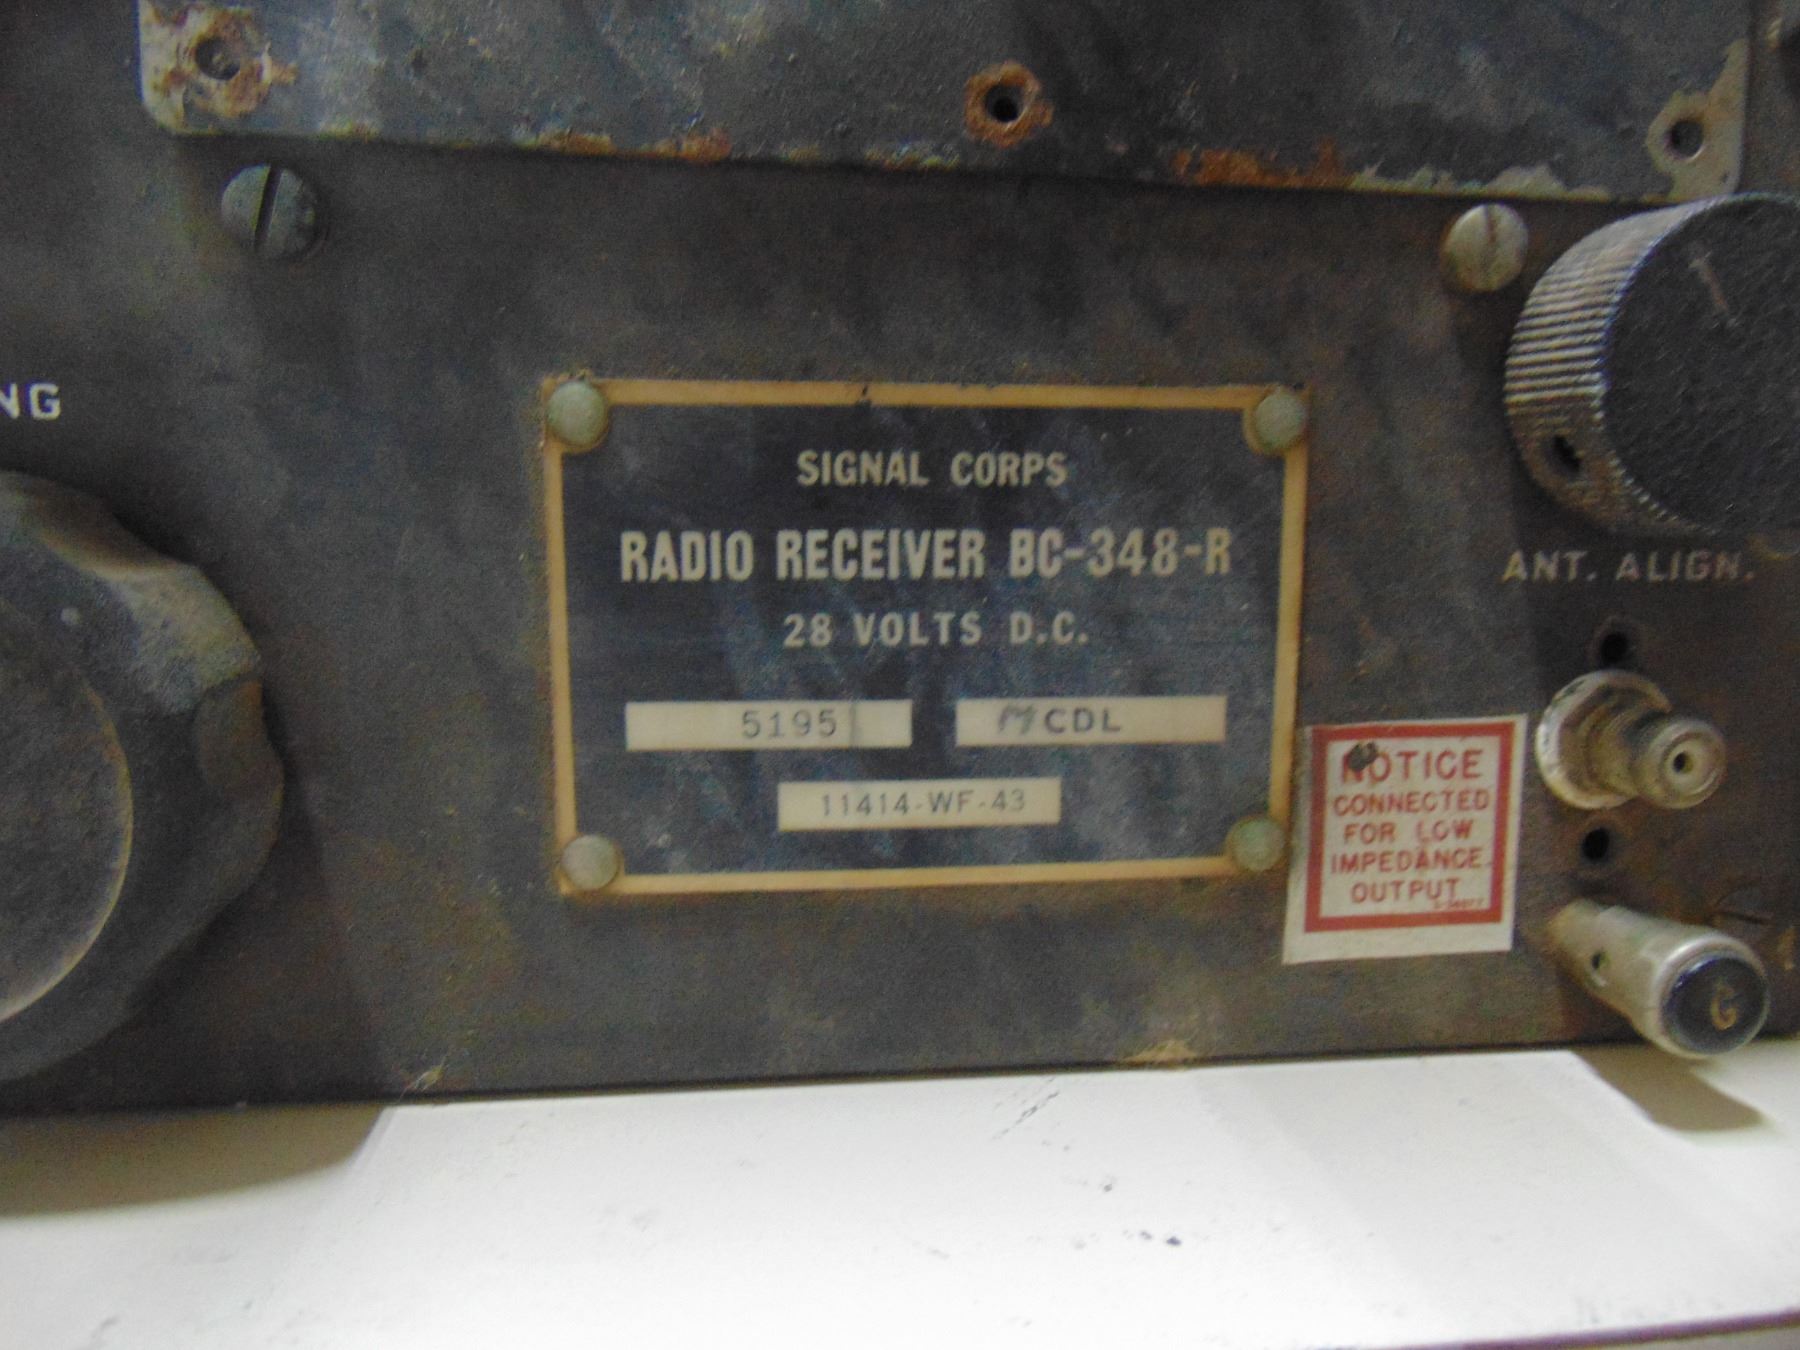 NG
SIGNAL CORPS
RADIO RECEIVER BC-348-R
28 VOLTS D.C.
5195
MCDL
11414-WF-43
ANT. ALIGN.
NOTICE
CONNECTED
FOR LOW
IMPEDANCE
OUTPUT
G